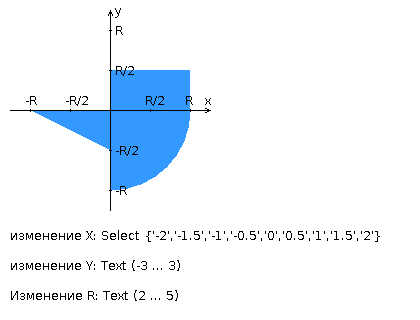 y
R
R/2
-R -R/2 R/2 R x
-R/2
-R
изменение X: Select {'-2','-1.5','-1','-0.5','0','0.5','1','1.5','2'}
изменение Y: Text (-3 ... 3)
Изменение R: Text (2 ... 5)